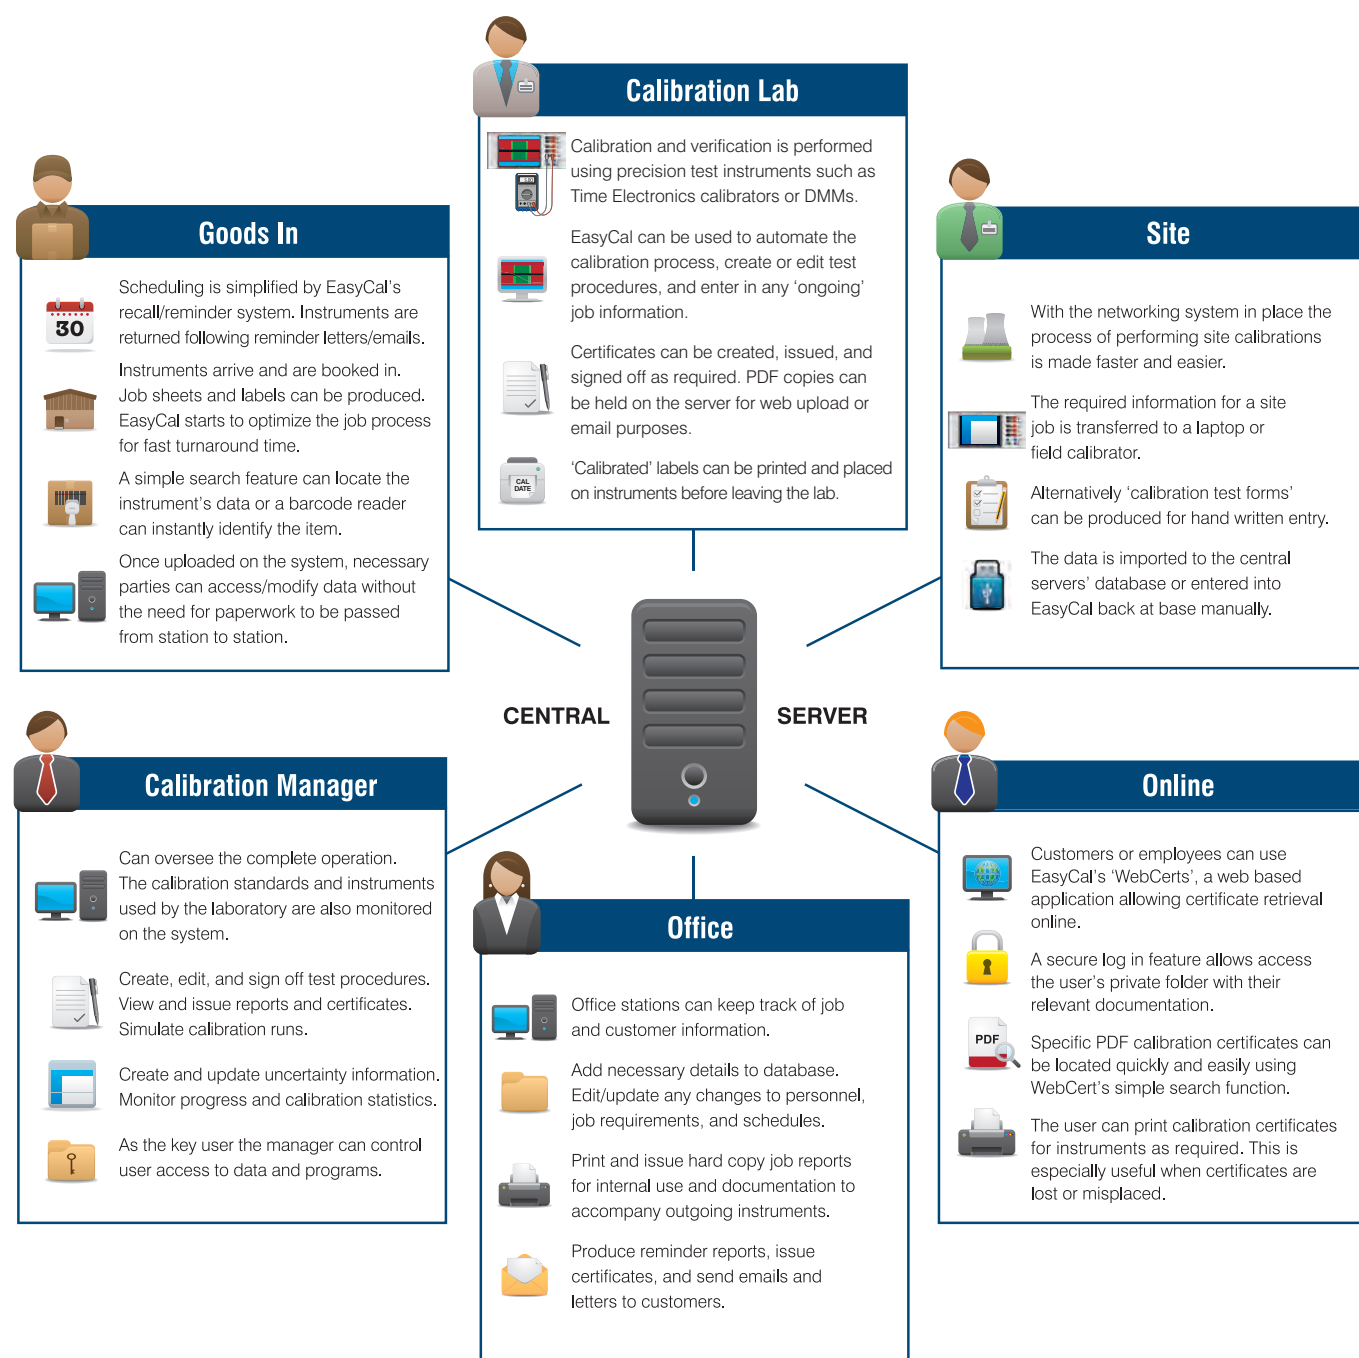 Calibration Lab
Calibration and verification is performed
using precision test instruments such as
Time Electronics calibrators or DMMs.
EasyCal can be used to automate the
calibration process, create or edit test
procedures, and enter in any ‘ongoing’
job information.
Certificates can be created, issued, and
signed off as required. PDF copies can
be held on the server for web upload or
email purposes.
CAL
DATE
‘Calibrated’ labels can be printed and placed
on instruments before leaving the lab.
Goods In
30
Scheduling is simplified by EasyCal’s
recall/reminder system. Instruments are
returned following reminder letters/emails.
Instruments arrive and are booked in.
Job sheets and labels can be produced.
EasyCal starts to optimize the job process
for fast turnaround time.
A simple search feature can locate the
instrument’s data or a barcode reader
can instantly identify the item.
Once uploaded on the system, necessary
parties can access/modify data without
the need for paperwork to be passed
from station to station.
Site
With the networking system in place the
process of performing site calibrations
is made faster and easier.
The required information for a site
job is transferred to a laptop or
field calibrator.
Alternatively ‘calibration test forms’
can be produced for hand written entry.
The data is imported to the central
servers’ database or entered into
EasyCal back at base manually.
CENTRAL SERVER
Calibration Manager
Can oversee the complete operation.
The calibration standards and instruments
used by the laboratory are also monitored
on the system.
Create, edit, and sign off test procedures.
View and issue reports and certificates.
Simulate calibration runs.
Create and update uncertainty information.
Monitor progress and calibration statistics.
As the key user the manager can control
user access to data and programs.
Office
Office stations can keep track of job
and customer information.
Add necessary details to database.
Edit/update any changes to personnel,
job requirements, and schedules.
Print and issue hard copy job reports
for internal use and documentation to
accompany outgoing instruments.
Produce reminder reports, issue
certificates, and send emails and
letters to customers.
Online
Customers or employees can use
EasyCal’s ‘WebCerts’, a web based
application allowing certificate retrieval
online.
A secure log in feature allows access
the user’s private folder with their
relevant documentation.
PDF
Specific PDF calibration certificates can
be located quickly and easily using
WebCert’s simple search function.
The user can print calibration certificates
for instruments as required. This is
especially useful when certificates are
lost or misplaced.